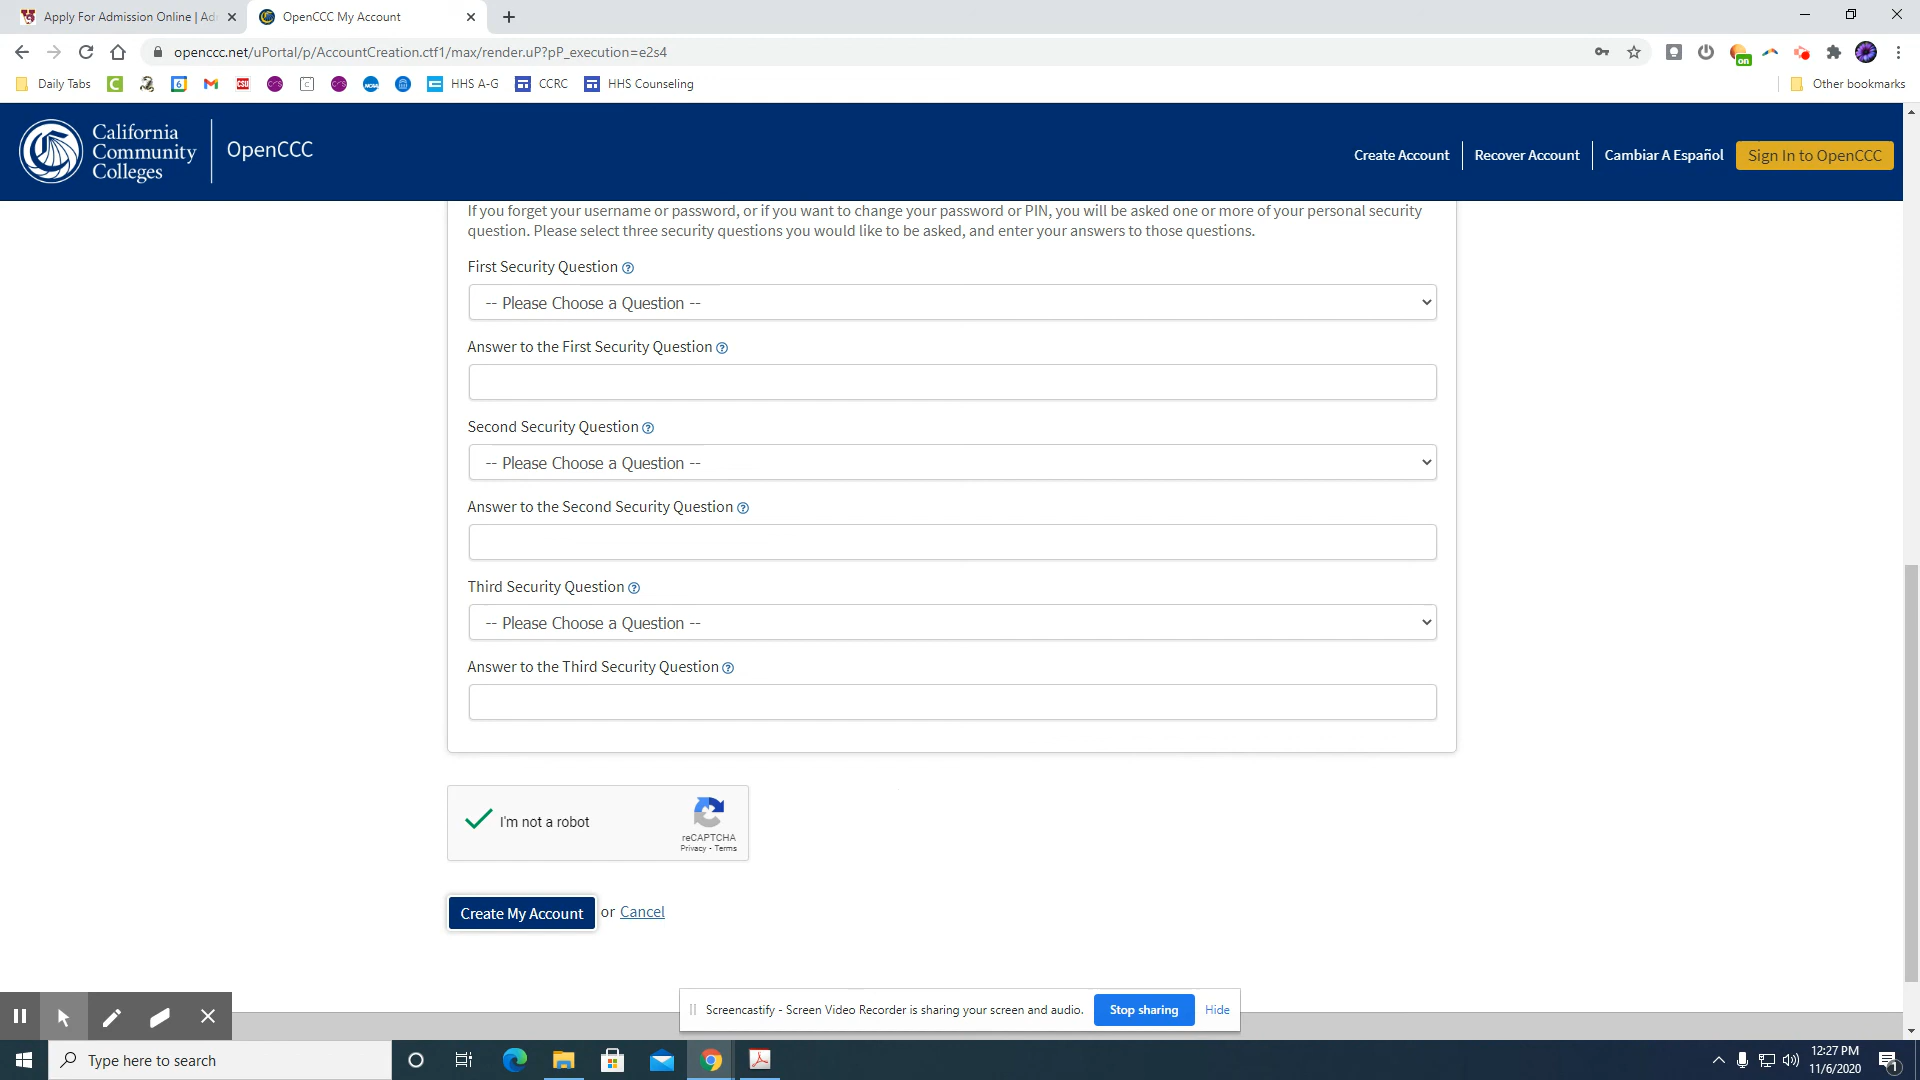 Apply For Admission Online | Ad
OpenCCC My Account
openccc.net/uPortal/p/AccountCreation.ctf1/max/render.uP?pP_execution=e2s4
on
Daily Tabs
6
HHS A-G
CCRC
HHS Counseling
Other bookmarks
California
Community
Colleges
OpenCCC
Create Account
Recover Account
Cambiar A Español
Sign In to OpenCCC
If you forget your username or password, or if you want to change your password or PIN, you will be asked one or more of your personal security
question. Please select three security questions you would like to be asked, and enter your answers to those questions.
First Security Question ?
-- Please Choose a Question --
Answer to the First Security Question ?
Second Security Question ?
-- Please Choose a Question --
Answer to the Second Security Question ?
Third Security Question ?
-- Please Choose a Question --
Answer to the Third Security Question ?
I'm not a robot
reCAPTCHA
Privacy - Terms
Create My Account or Cancel
Screencastify - Screen Video Recorder is sharing your screen and audio.
Stop sharing
Hide
Type here to search
12:27 PM
11/6/2020
1